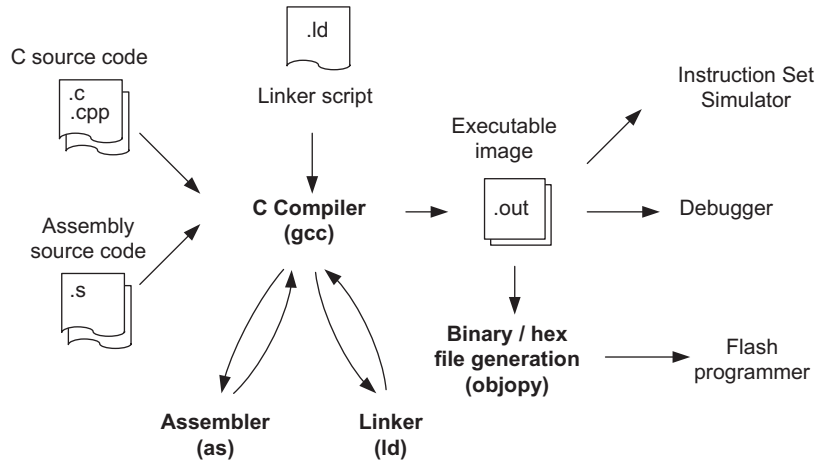 C source code
.c
.cpp
.ld
Linker script
Assembly
source code
.s
C Compiler
(gcc)
Assembler
(as)
Linker
(ld)
Executable
image
.out
Binary / hex
file generation
(objopy)
Instruction Set
Simulator
Debugger
Flash
programmer